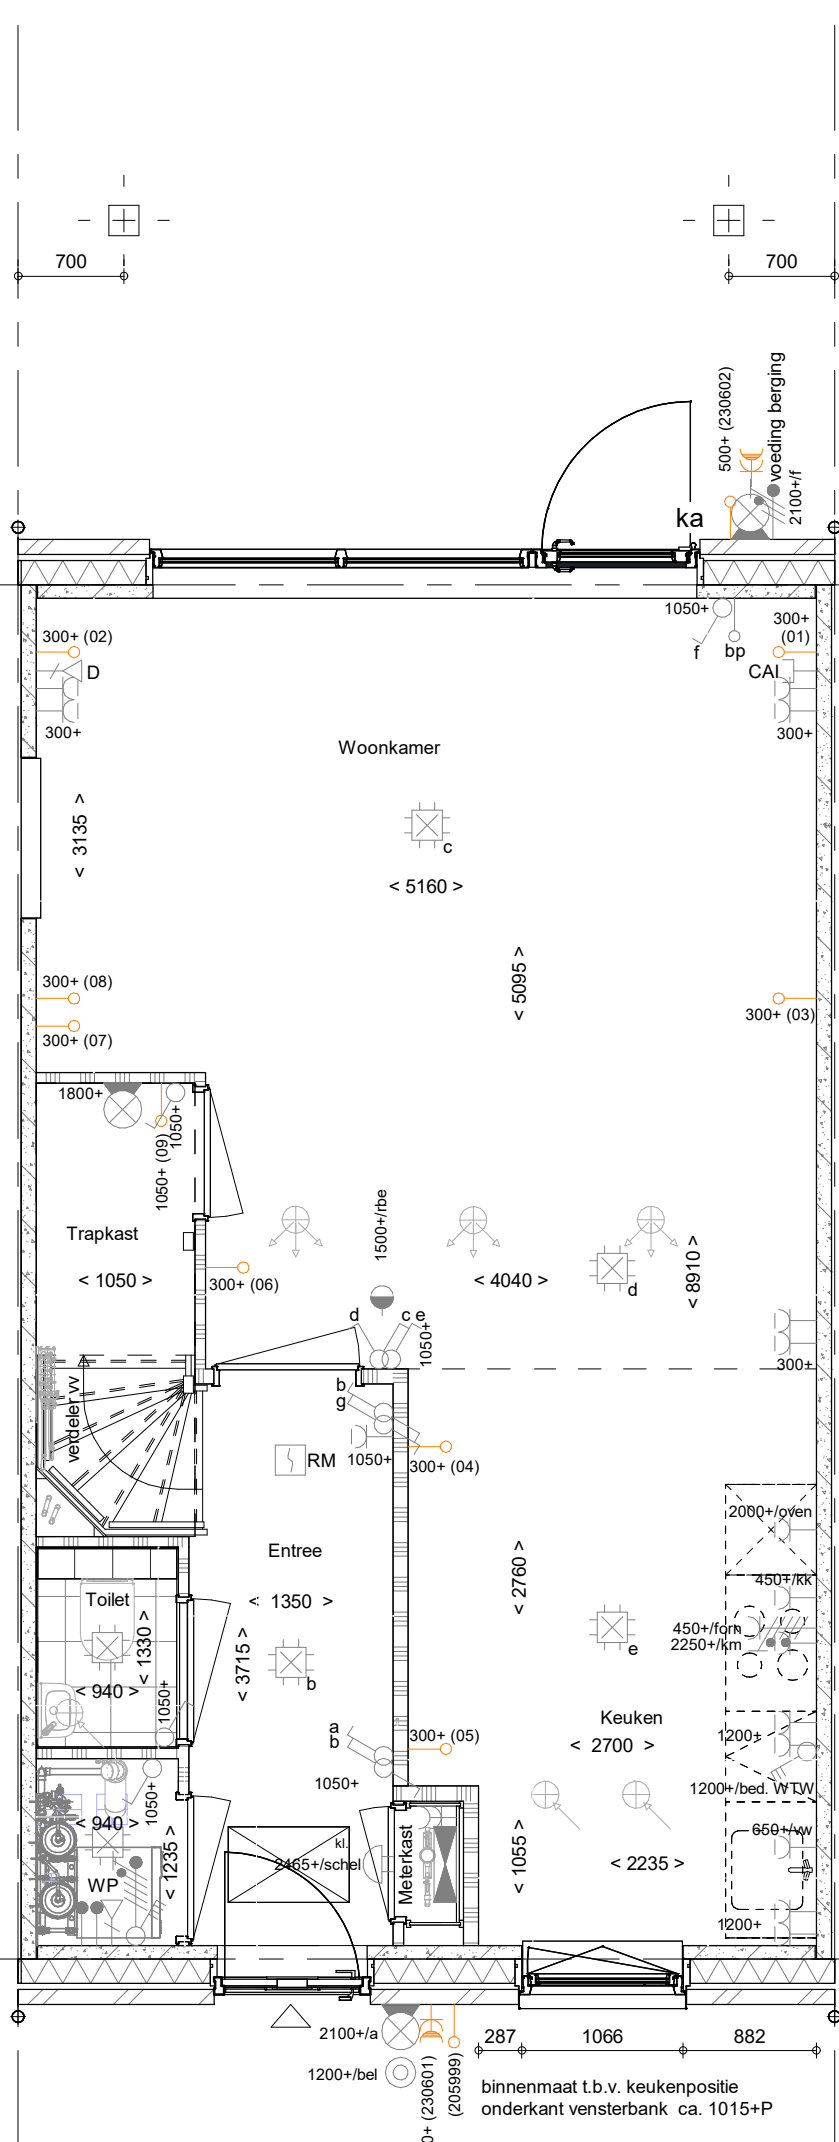 700
700
500+ (230602)
voeding berging
2100+/f
ka
300+ (02)
D
300+
1050+
f
bp
300+
(01)
CAI
300+
Woonkamer
c
< 5160 >
< 3135 >
< 5095 >
300+ (08)
300+ (07)
300+ (03)
1800+
1050+ (09)
1050+
Trapkast
< 1050 >
300+ (06)
1500+/rbe
< 4040 >
d
< 8910 >
d
c e
1050+
300+
verdeler vv
b
g
1050+
300+ (04)
RM
2000+/oven
Entree
< 2760 >
450+/kk
Toilet
< 1350 >
< 1330 >
450+/forn
2250+/km
e
< 3715 >
b
< 940 >
1050+
a
b
300+ (05)
Keuken
< 2700 >
1200+
1050+
1200+/bed. WTW
< 940 >
1050+
< 1235 >
WP
kl.
2465+/schel
Meterkast
< 1055 >
< 2235 >
650+/vw
1200+
2100+/a
1200+/bel
0+ (230601)
(205999)
287
1066
882
binnenmaat t.b.v. keukenpositie
onderkant vensterbank ca. 1015+P